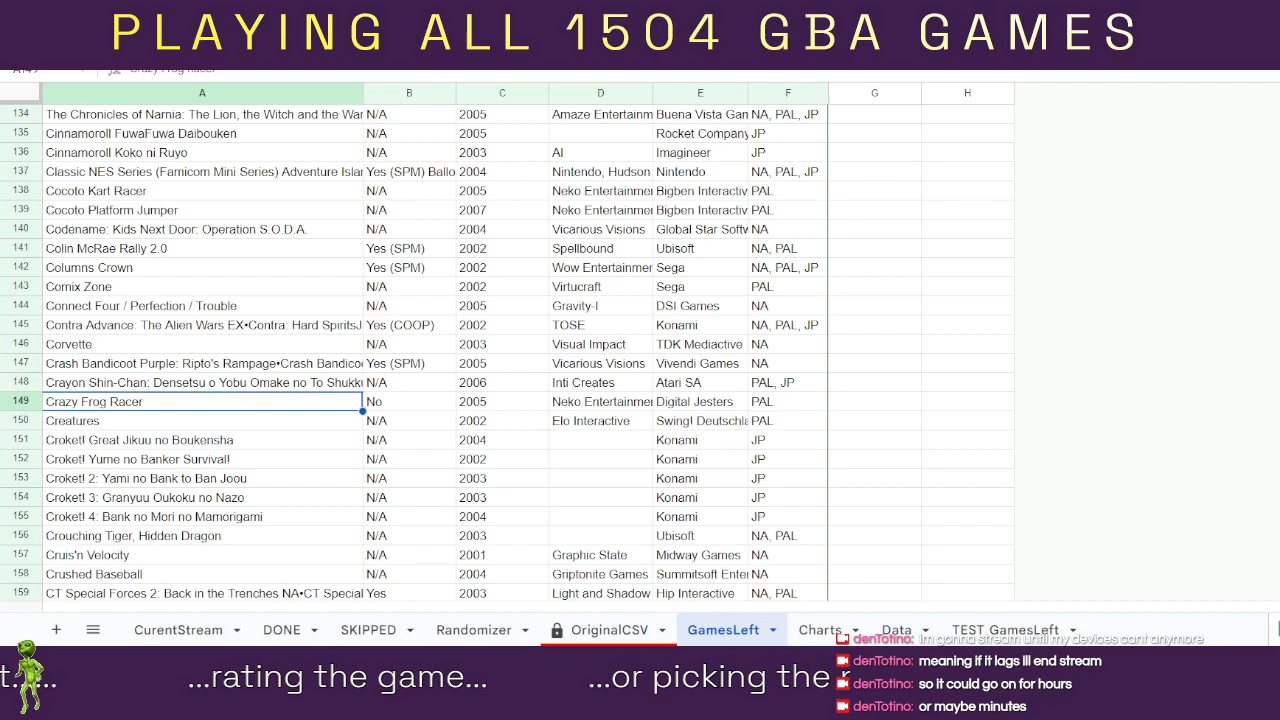 PLAYING ALL 1504 GBA GAMES
A149 Crazy Frog Racer
A B C D E F G H
134 The Chronicles of Narnia: The Lion, the Witch and the War N/A 2005 Amaze Entertainm Buena Vista Gam NA, PAL, JP
135 Cinnamoroll FuwaFuwa Daibouken N/A 2005 Rocket Company JP
136 Cinnamoroll Koko ni Ruyo N/A 2003 AI Imagineer JP
137 Classic NES Series (Famicom Mini Series) Adventure Islar Yes (SPM) Ballo 2004 Nintendo, Hudson Nintendo NA, PAL, JP
138 Cocoto Kart Racer N/A 2005 Neko Entertainmer Bigben Interactiv PAL
139 Cocoto Platform Jumper N/A 2007 Neko Entertainmer Bigben Interactiv PAL
140 Codename: Kids Next Door: Operation S.O.D.A. N/A 2004 Vicarious Visions Global Star Softw NA
141 Colin McRae Rally 2.0 Yes (SPM) 2002 Spellbound Ubisoft NA, PAL
142 Columns Crown Yes (SPM) 2002 Wow Entertainmer Sega NA, PAL, JP
143 Comix Zone N/A 2002 Virtucraft Sega PAL
144 Connect Four / Perfection / Trouble N/A 2005 Gravity-I DSI Games NA
145 Contra Advance: The Alien Wars EX•Contra: Hard SpiritsJ Yes (COOP) 2002 TOSE Konami NA, PAL, JP
146 Corvette N/A 2003 Visual Impact TDK Mediactive NA
147 Crash Bandicoot Purple: Ripto's Rampage•Crash Bandico Yes (SPM) 2005 Vicarious Visions Vivendi Games NA
148 Crayon Shin-Chan: Densetsu o Yobu Omake no To Shukk N/A 2006 Inti Creates Atari SA PAL, JP
149 Crazy Frog Racer No 2005 Neko Entertainmer Digital Jesters PAL
150 Creatures N/A 2002 Elo Interactive Swing! Deutschla PAL
151 Croket! Great Jikuu no Boukensha N/A 2004 Konami JP
152 Croket! Yume no Banker Survival! N/A 2002 Konami JP
153 Croket! 2: Yami no Bank to Ban Joou N/A 2003 Konami JP
154 Croket! 3: Granyuu Oukoku no Nazo N/A 2003 Konami JP
155 Croket! 4: Bank no Mori no Mamorigami N/A 2004 Konami JP
156 Crouching Tiger, Hidden Dragon N/A 2003 Ubisoft NA, PAL
157 Cruis'n Velocity N/A 2001 Graphic State Midway Games NA
158 Crushed Baseball N/A 2004 Griptonite Games Summitsoft Enter NA
159 CT Special Forces 2: Back in the Trenches NA•CT Special Yes 2003 Light and Shadow Hip Interactive NA, PAL
CurentStream DONE SKIPPED Randomizer OriginalCSV GamesLeft Charts Data TEST GamesLeft
denTotino: im gonna stream until my devices cant anymore
denTotino: meaning if it lags ill end stream
denTotino: so it could go on for hours
denTotino: or maybe minutes
t.... ...rating the game... ...or picking the r